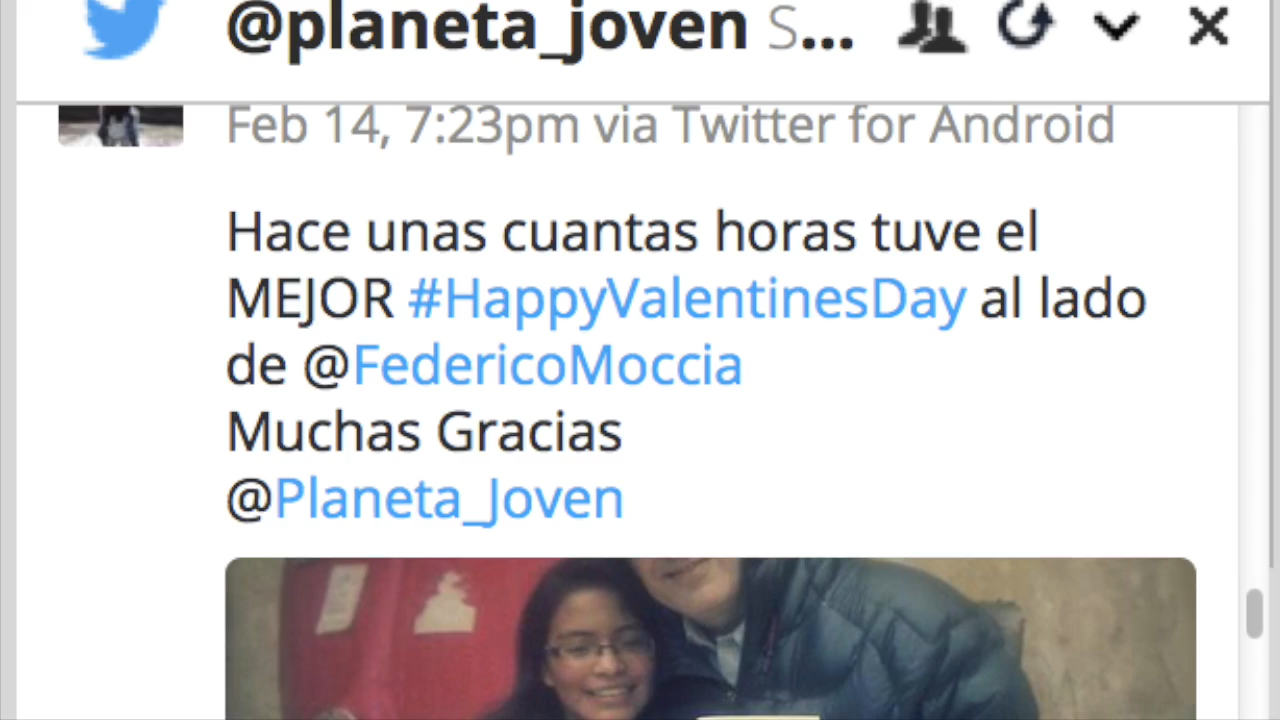 @planeta_joven S...
Feb 14, 7:23pm via Twitter for Android
Hace unas cuantas horas tuve el
MEJOR #HappyValentinesDay al lado
de @FedericoMoccia
Muchas Gracias
@Planeta_Joven